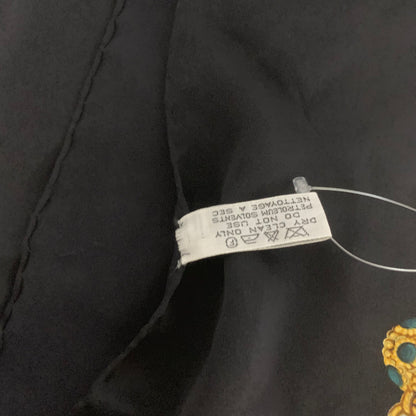 DRY CLEAN ONLY
DO NOT USE
PETROLEUM SOLVENTS
NETTOYAGE A SEC
F